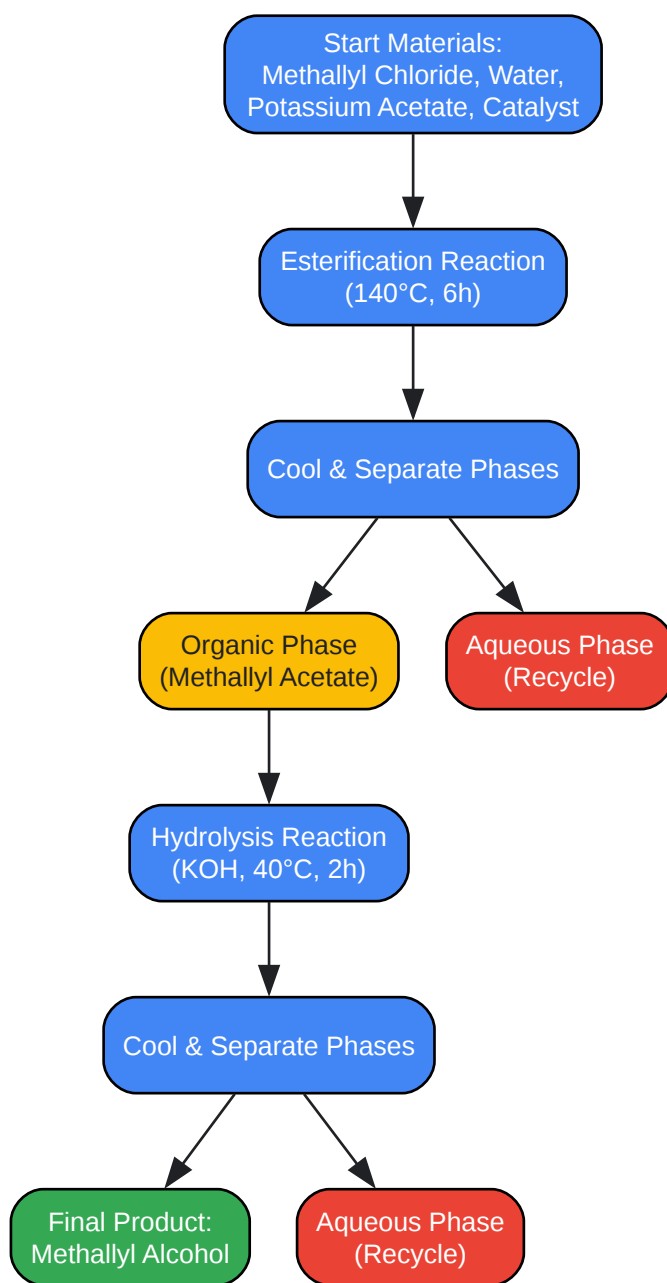 Start Materials:
Methallyl Chloride, Water,
Potassium Acetate, Catalyst
Esterification Reaction
(140°C, 6h)
Cool & Separate Phases
Organic Phase
(Methallyl Acetate)
Aqueous Phase
(Recycle)
Hydrolysis Reaction
(KOH, 40°C, 2h)
Cool & Separate Phases
Final Product:
Methallyl Alcohol
Aqueous Phase
(Recycle)